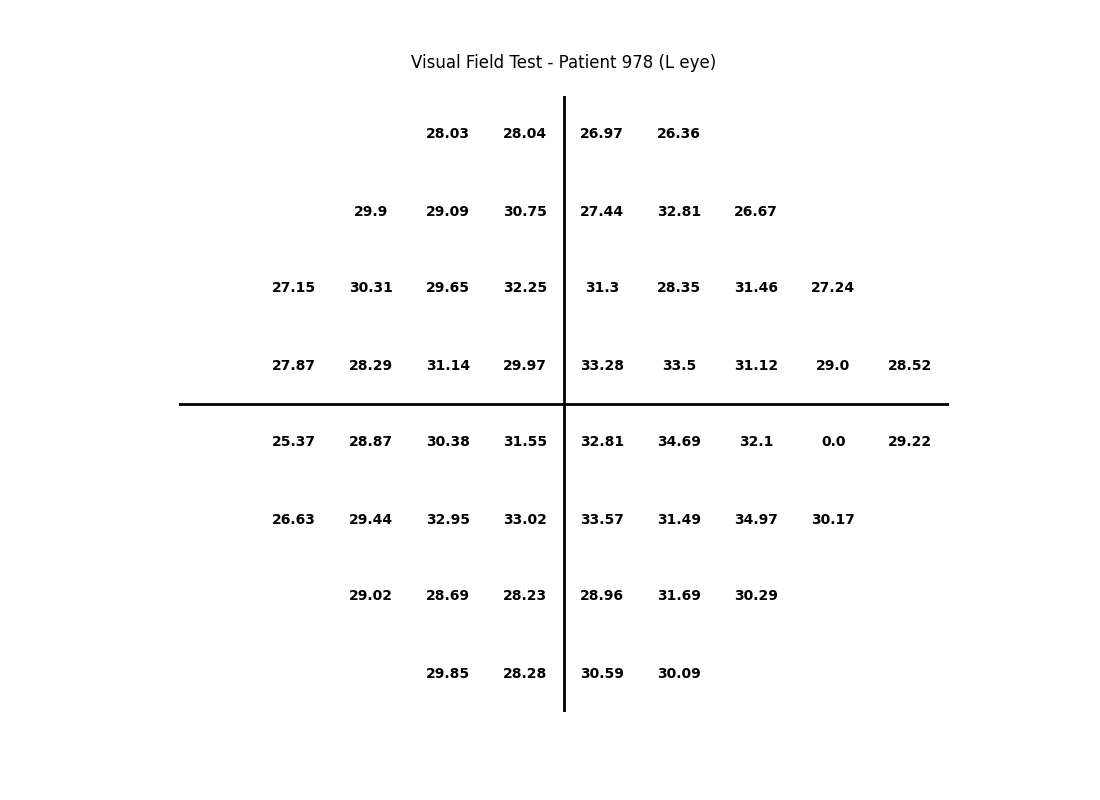 Visual Field Test - Patient 978 (L eye)
28.03 28.04 26.97 26.36
29.9 29.09 30.75 27.44 32.81 26.67
27.15 30.31 29.65 32.25 31.3 28.35 31.46 27.24
27.87 28.29 31.14 29.97 33.28 33.5 31.12 29.0 28.52
25.37 28.87 30.38 31.55 32.81 34.69 32.1 0.0 29.22
26.63 29.44 32.95 33.02 33.57 31.49 34.97 30.17
29.02 28.69 28.23 28.96 31.69 30.29
29.85 28.28 30.59 30.09